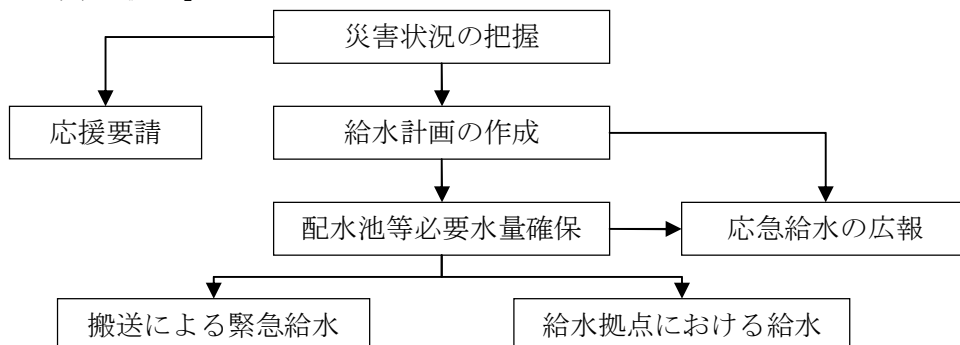 災害状況の把握
応援要請
給水計画の作成
配水池等必要水量確保
応急給水の広報
搬送による緊急給水
給水拠点における給水